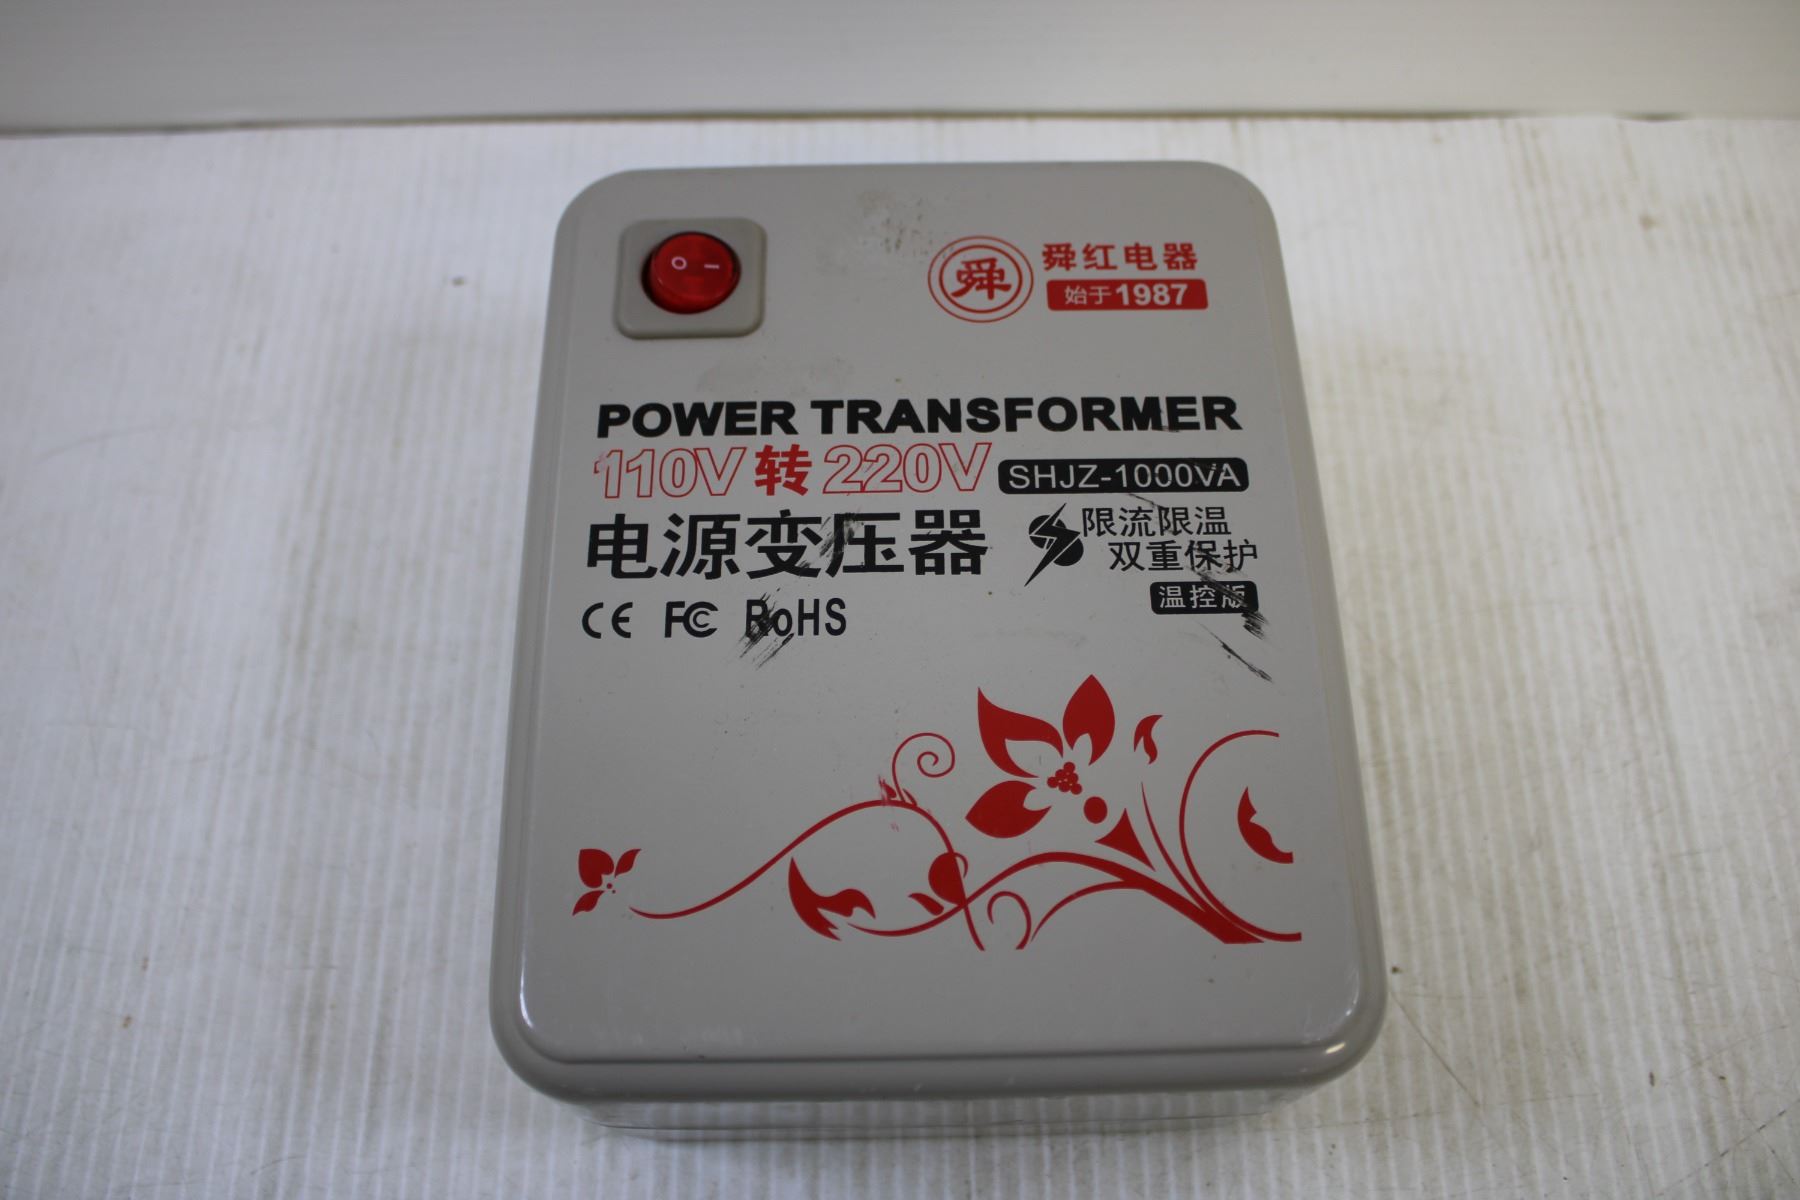 O I
舜 舜红电器
始于1987
POWER TRANSFORMER
110V转220V SHJZ-1000VA
电源变压器 限流限温
双重保护
温控版
CE FC RoHS